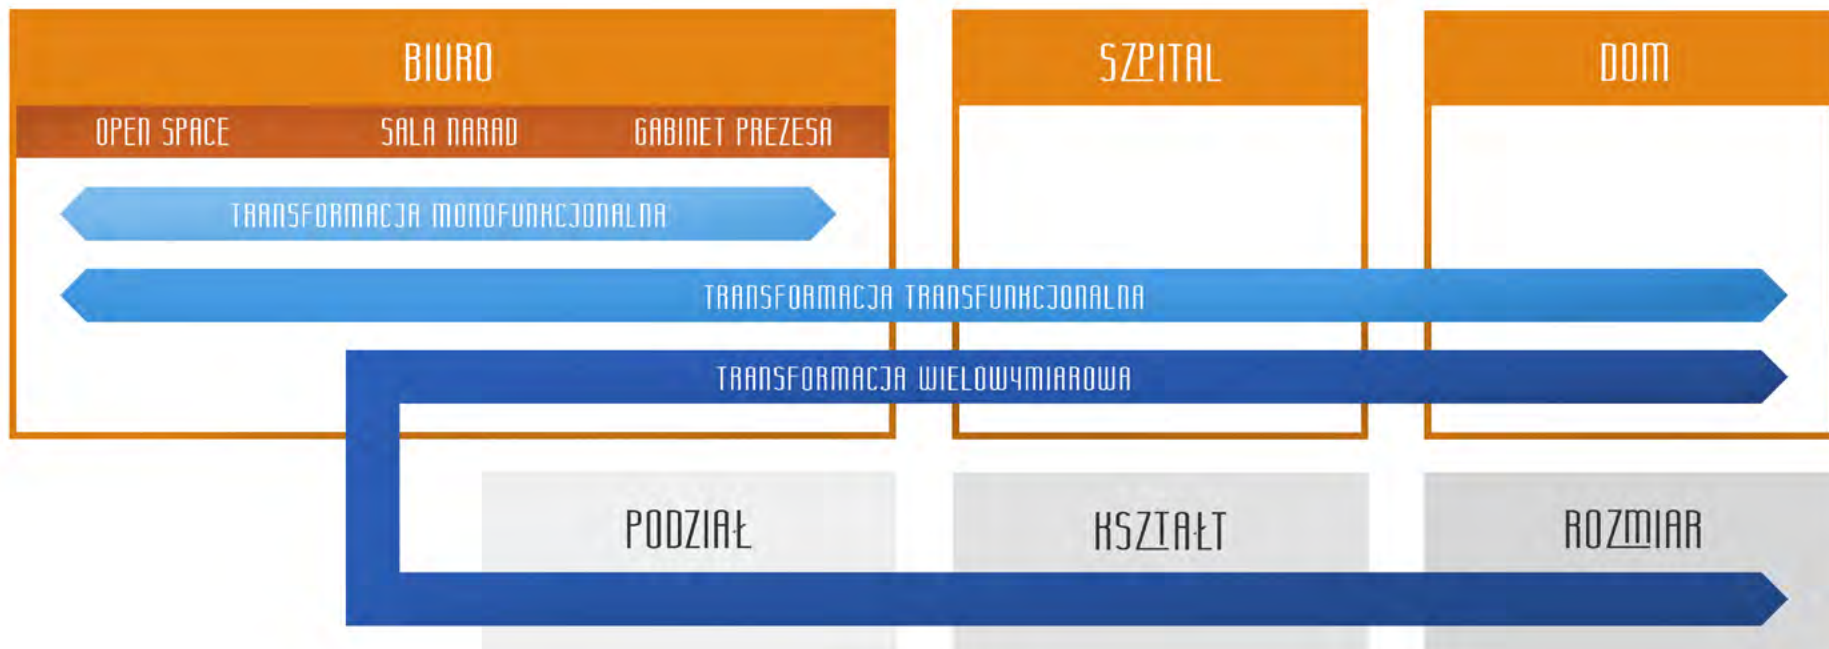 BIURO
SZPITAL
DOM
OPEN SPACE
SALA NARAD
GABINET PREZESA
TRANSFORMACJA MONOFUNKCJONALNA
TRANSFORMACJA TRANSFUNKCJONALNA
TRANSFORMACJA WIELOWYMIAROWA
PODZIAŁ
KSZTAŁT
ROZMIAR